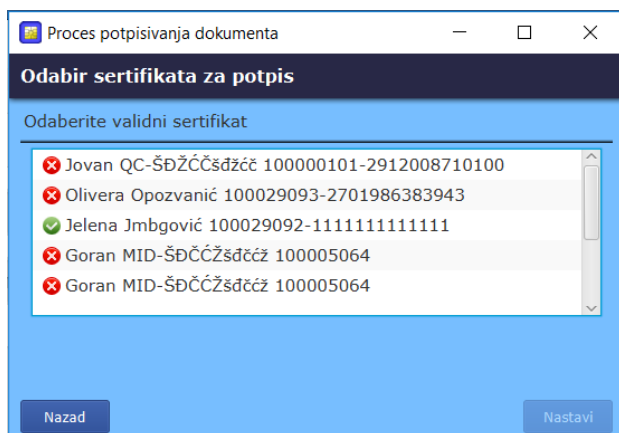 Proces potpisivanja dokumenta
Odabir sertifikata za potpis
Odaberite validni sertifikat
Jovan QC-ŠĐŽĆČšđžćč 100000101-2912008710100
Olivera Opozvanić 100029093-2701986383943
Jelena Jmbgović 100029092-1111111111111
Goran MID-ŠĐČĆŽšđčćž 100005064
Goran MID-ŠĐČĆŽšđčćž 100005064
Nazad
Nastavi